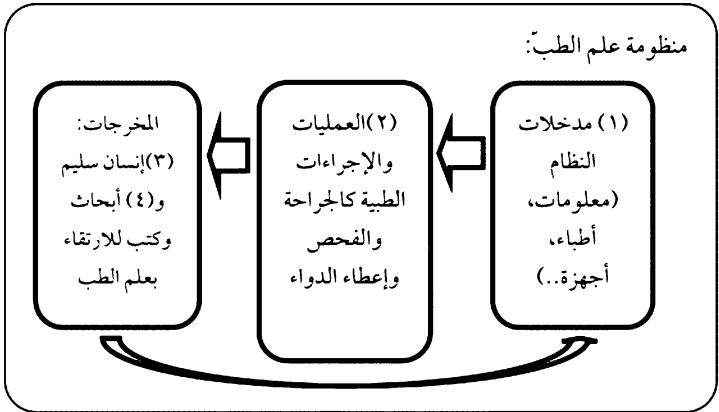 منظومة علم الطبّ:
(١) مدخلات
النظام
(معلومات،
أطباء،
أجهزة..)
(٢)العمليات
والإجراءات
الطبية كالجراحة
والفحص
وإعطاء الدواء
المخرجات:
(٣)إنسان سليم
و(٤) أبحاث
وكتب للارتقاء
بعلم الطب